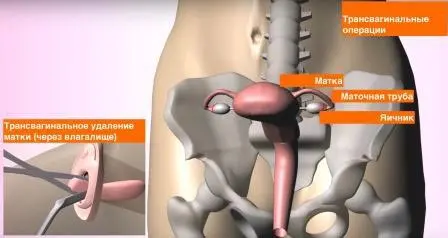 Трансвагинальные
операции
Матка
Маточная труба
Яичник
Трансвагинальное удаление
матки (через влагалище)